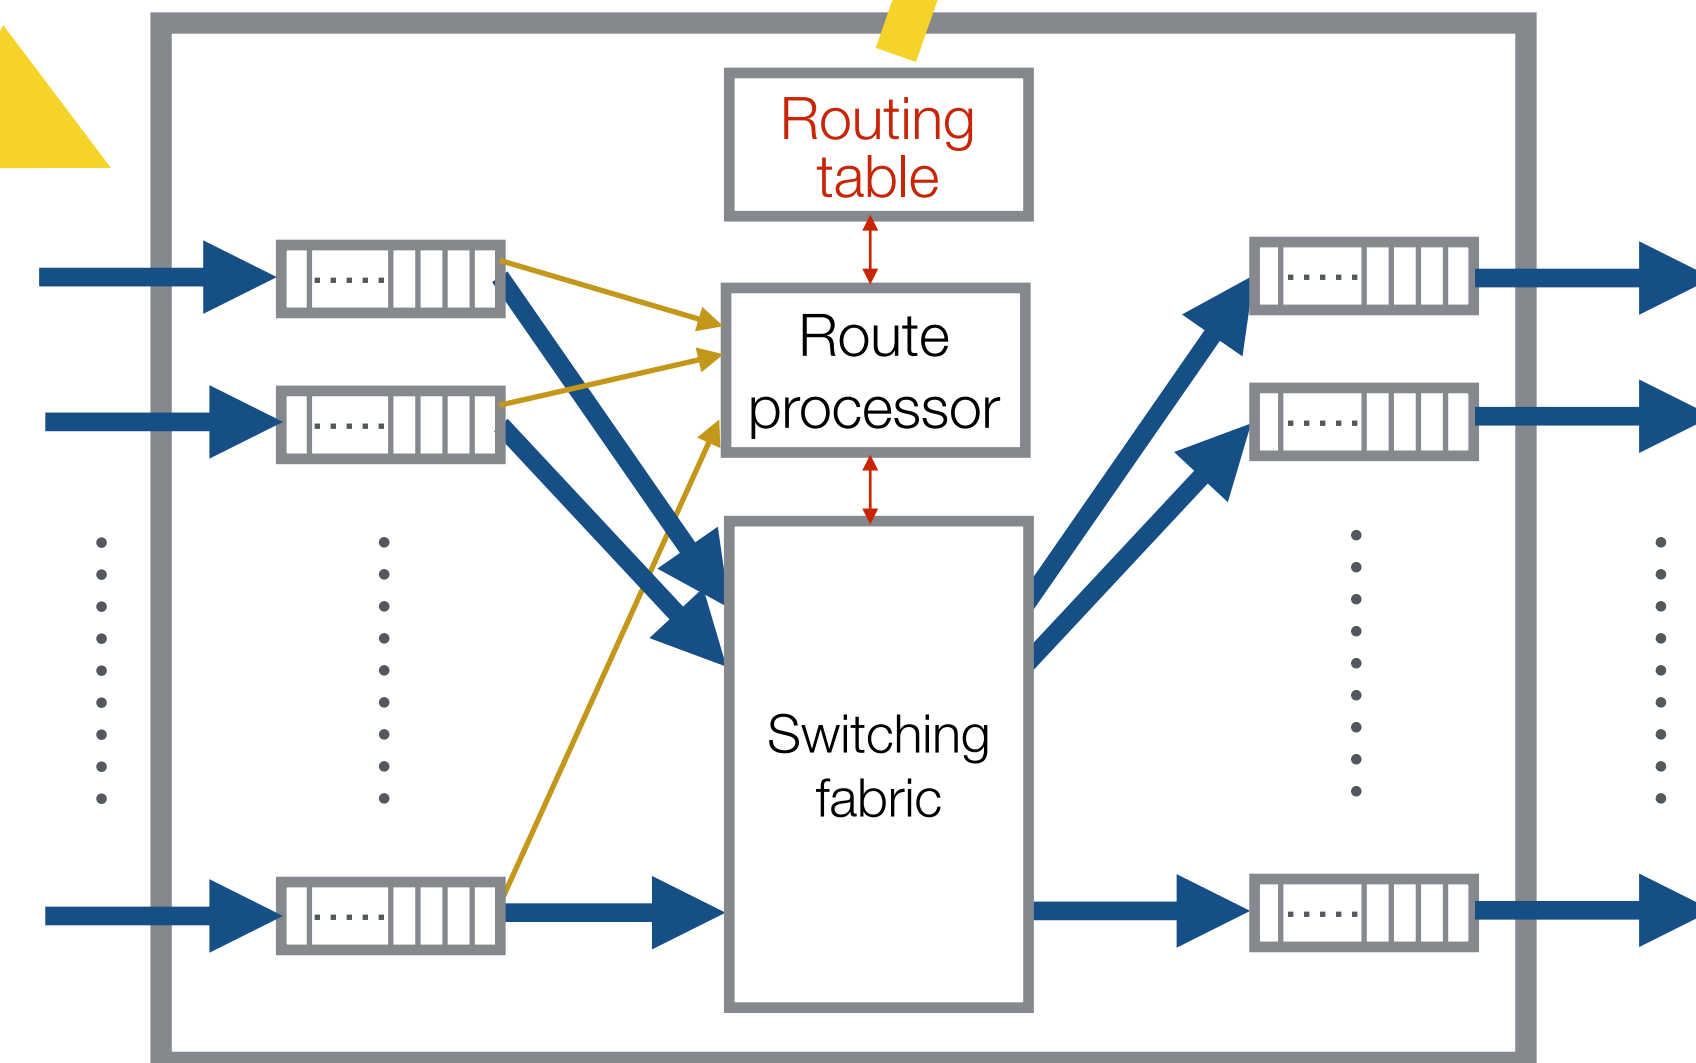 Routing
table
Route
processor
Switching
fabric